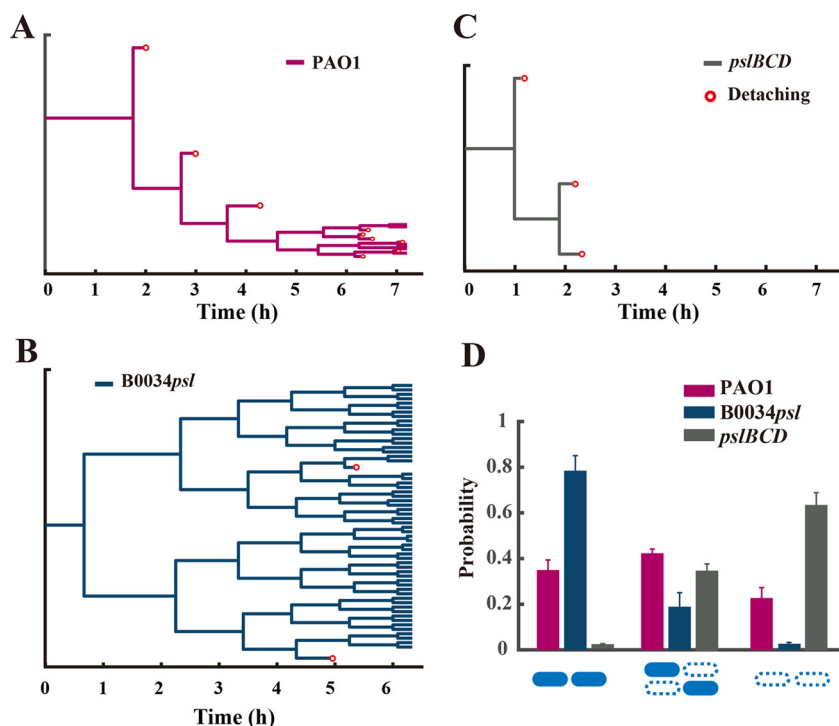 A
PAO1
0 1 2 3 4 5 6 7
Time (h)
C
pslBCD
Detaching
0 1 2 3 4 5 6 7
Time (h)
B
B0034psl
0 1 2 3 4 5 6
Time (h)
D
PAO1
B0034psl
pslBCD
Probability
1
0.8
0.6
0.4
0.2
0